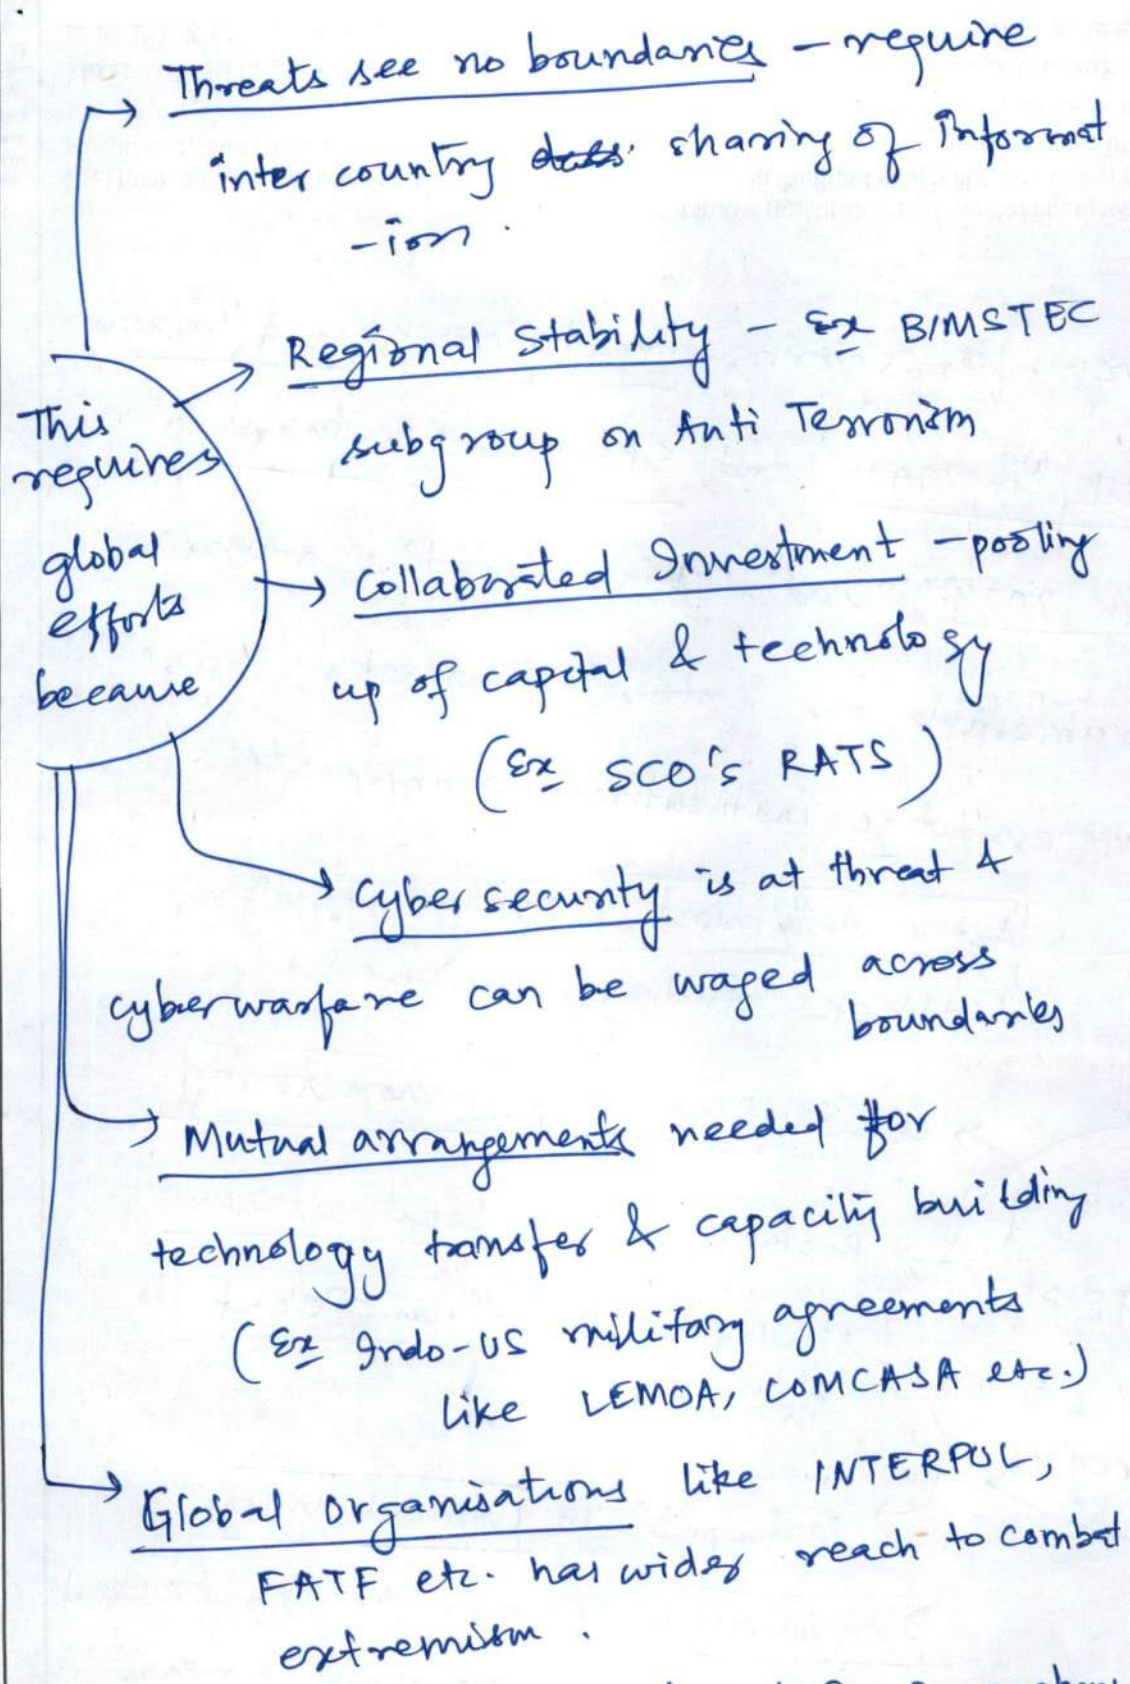 Threats see no boundaries - require
inter country sharing of informat
-ion.
Regional Stability - Ex BIMSTEC
subgroup on Anti Terrorism
This
requires
global
efforts
because
Collaborated Investment - pooling
up of capital & technology
(Ex SCO's RATS)
Cyber security is at threat &
cyberwarfare can be waged across
boundaries
Mutual arrangements needed for
technology transfer & capacity building
(Ex Indo-US military agreements
like LEMOA, COMCASA etc.)
Global Organisations like INTERPOL,
FATF etc. has wider reach to combat
extremism.